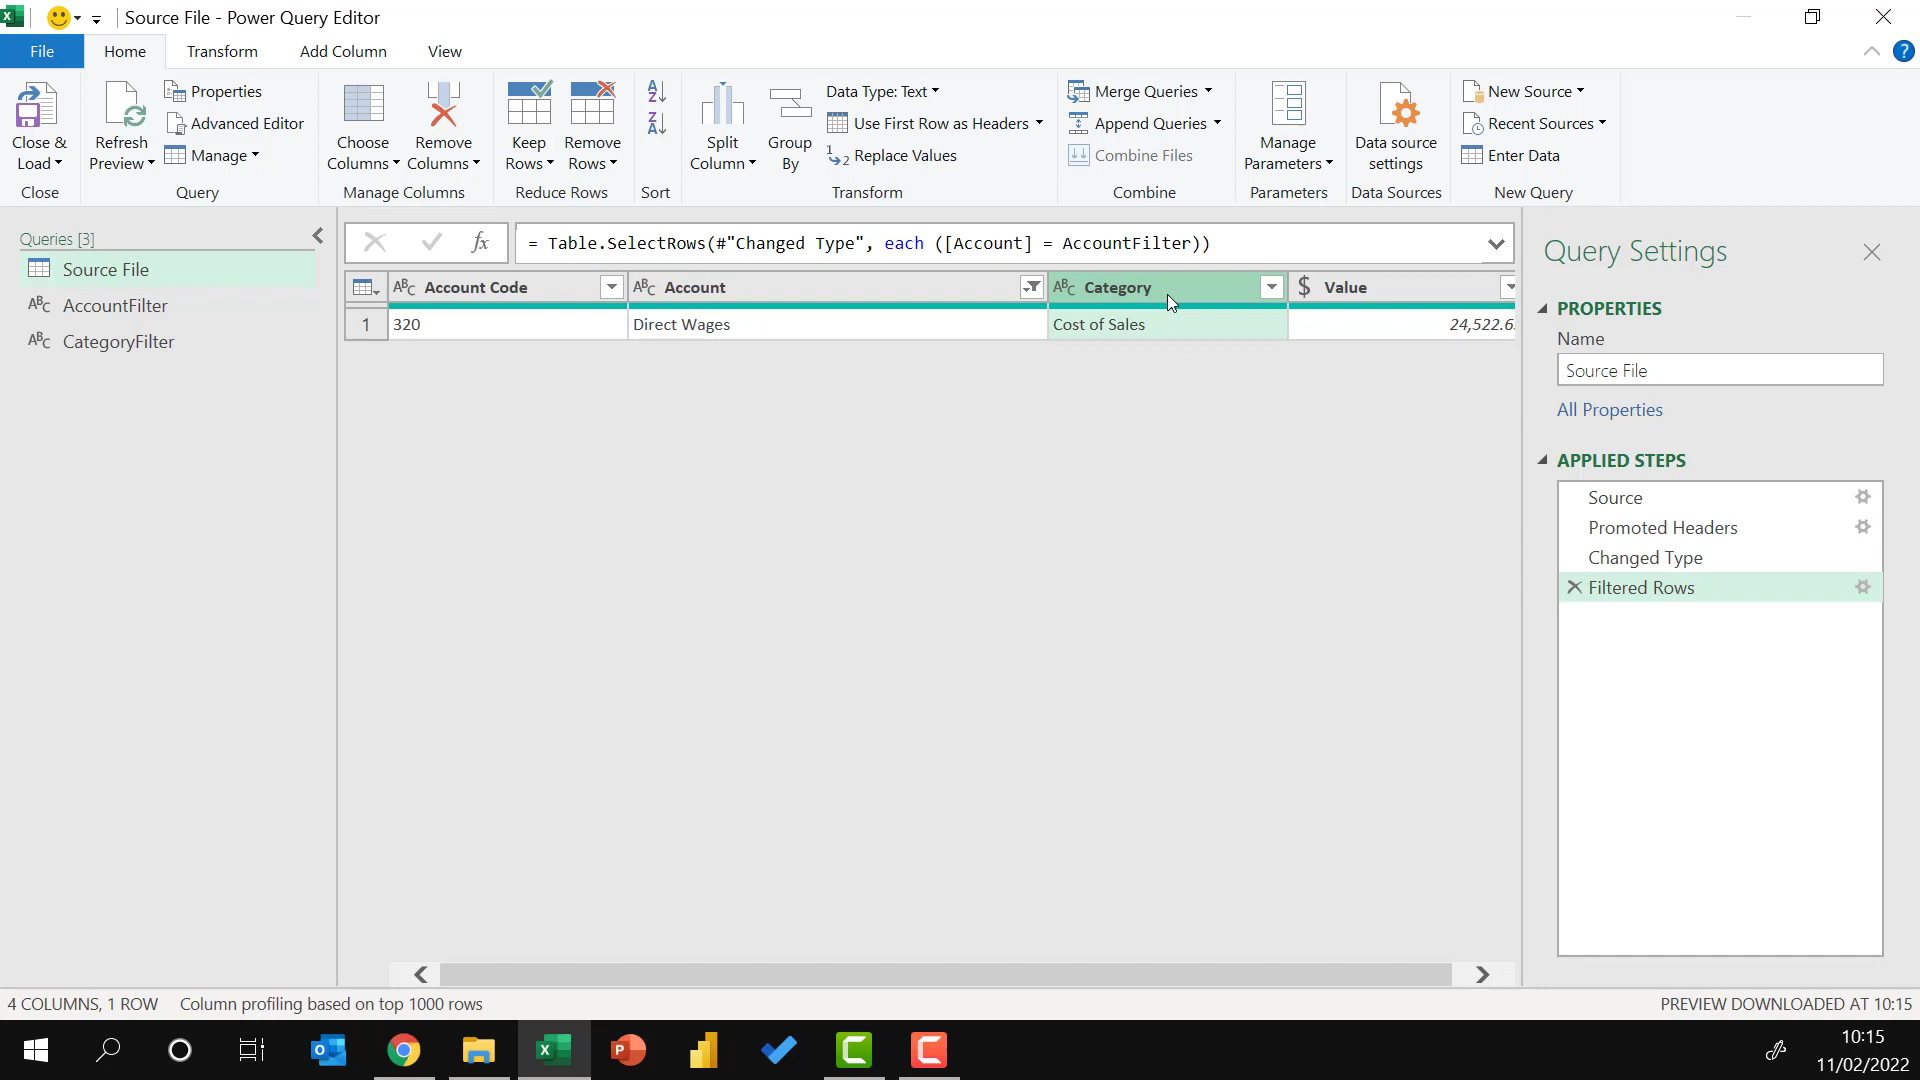 Source File - Power Query Editor
File
Home
Transform
Add Column
View
Close &
Load
Close
Refresh
Preview
Properties
Advanced Editor
Manage
Query
Choose
Columns
Remove
Columns
Manage Columns
Keep
Rows
Remove
Rows
Reduce Rows
Sort
Split
Column
Group
By
Data Type: Text
Use First Row as Headers
Replace Values
Transform
Merge Queries
Append Queries
Combine Files
Combine
Manage
Parameters
Parameters
Data source
settings
Data Sources
New Source
Recent Sources
Enter Data
New Query
Queries [3]
Source File
AccountFilter
CategoryFilter
fx
= Table.SelectRows(#"Changed Type", each ([Account] = AccountFilter))
Account Code
Account
Category
$ Value
1
320
Direct Wages
Cost of Sales
24,522.6
Query Settings
PROPERTIES
Name
Source File
All Properties
APPLIED STEPS
Source
Promoted Headers
Changed Type
Filtered Rows
4 COLUMNS, 1 ROW
Column profiling based on top 1000 rows
PREVIEW DOWNLOADED AT 10:15
10:15
11/02/2022